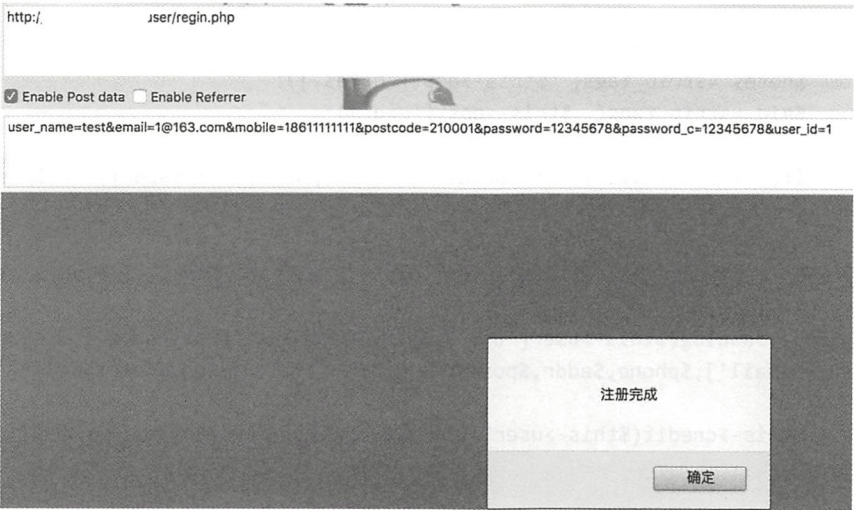 http:/ user/regin.php
Enable Post data Enable Referrer
user_name=test&email=1@163.com&mobile=18611111111&postcode=210001&password=12345678&password_c=12345678&user_id=1
注册完成
确定